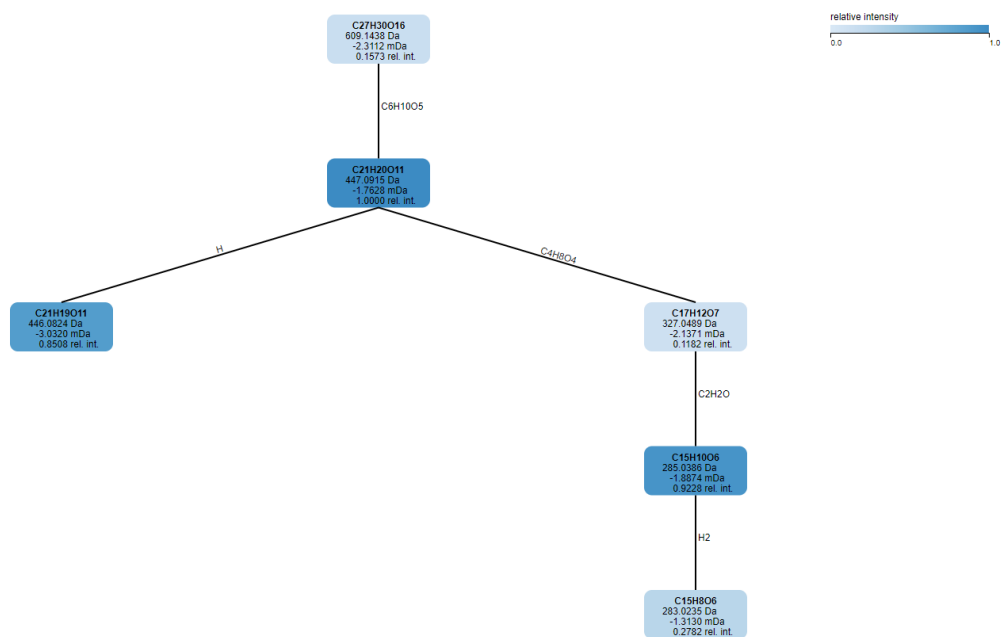 C27H30O16
609.1438 Da
-2.3112 mDa
0.1573 rel. int.
relative intensity
0.0
1.0
C6H10O5
C21H20O11
447.0915 Da
-1.7628 mDa
1.0000 rel. int.
H
C4H8O4
C21H19O11
446.0824 Da
-3.0320 mDa
0.8508 rel. int.
C17H12O7
327.0489 Da
-2.1371 mDa
0.1182 rel. int.
C2H2O
C15H10O6
285.0386 Da
-1.8874 mDa
0.9228 rel. int.
H2
C15H8O6
283.0235 Da
-1.3130 mDa
0.2782 rel. int.